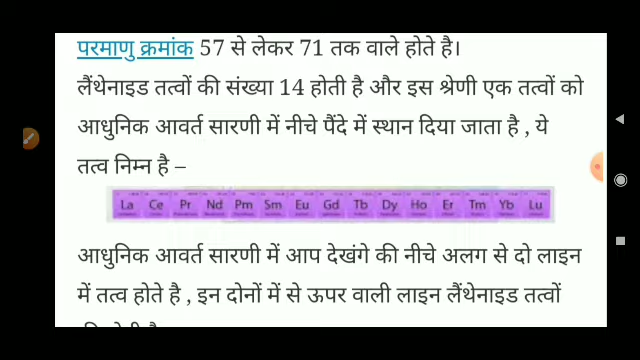 परमाणु क्रमांक 57 से लेकर 71 तक वाले होते है।
लैंथेनाइड तत्वों की संख्या 14 होती है और इस श्रेणी एक तत्वों को
आधुनिक आवर्त सारणी में नीचे पैंदे में स्थान दिया जाता है , ये
तत्व निम्न है –
La Ce Pr Nd Pm Sm Eu Gd Tb Dy Ho Er Tm Yb Lu
आधुनिक आवर्त सारणी में आप देखंगे की नीचे अलग से दो लाइन
में तत्व होते है , इन दोनों में से ऊपर वाली लाइन लैंथेनाइड तत्वों